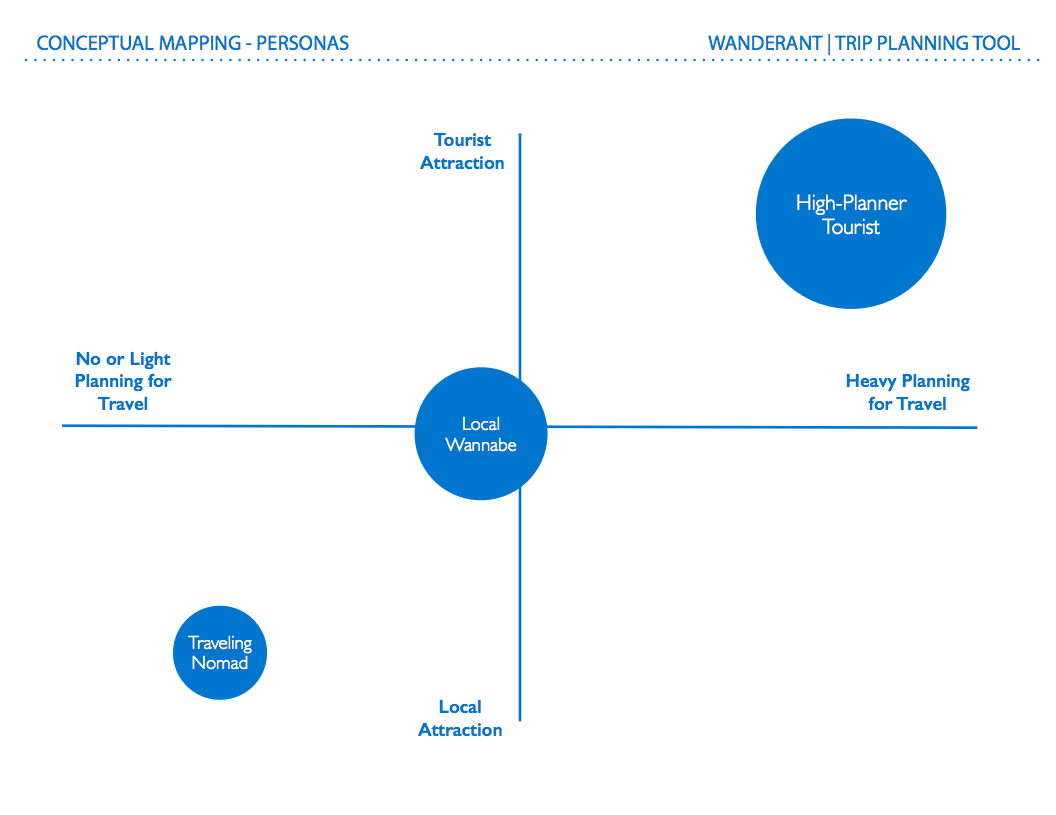 CONCEPTUAL MAPPING - PERSONAS
WANDERANT | TRIP PLANNING TOOL
Tourist
Attraction
High-Planner
Tourist
No or Light
Planning for
Travel
Heavy Planning
for Travel
Local
Wannabe
Traveling
Nomad
Local
Attraction